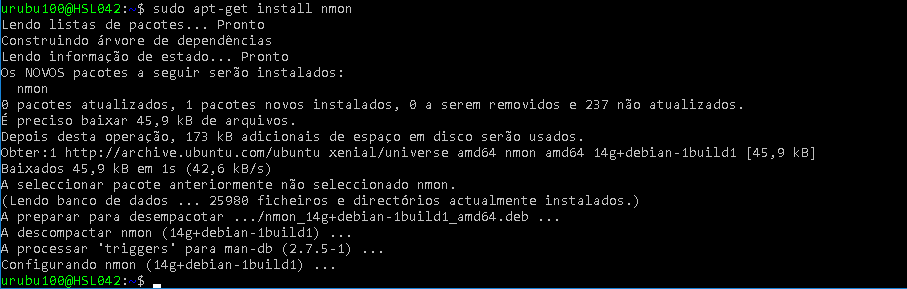 urubu100@HSL042:~$ sudo apt-get install nmon
Lendo listas de pacotes... Pronto
Construindo árvore de dependências
Lendo informação de estado... Pronto
Os NOVOS pacotes a seguir serão instalados:
  nmon
0 pacotes atualizados, 1 pacotes novos instalados, 0 a serem removidos e 237 não atualizados.
É preciso baixar 45,9 kB de arquivos.
Depois desta operação, 173 kB adicionais de espaço em disco serão usados.
Obter:1 http://archive.ubuntu.com/ubuntu xenial/universe amd64 nmon amd64 14g+debian-1build1 [45,9 kB]
Baixados 45,9 kB em 1s (42,6 kB/s)
A seleccionar pacote anteriormente não seleccionado nmon.
(Lendo banco de dados ... 25980 ficheiros e directórios actualmente instalados.)
A preparar para desempacotar .../nmon_14g+debian-1build1_amd64.deb ...
A descompactar nmon (14g+debian-1build1) ...
A processar 'triggers' para man-db (2.7.5-1) ...
Configurando nmon (14g+debian-1build1) ...
urubu100@HSL042:~$